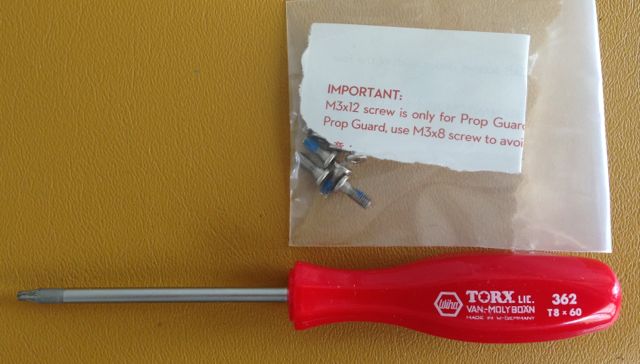 IMPORTANT:
M3x12 screw is only for Prop Guard
Prop Guard, use M3x8 screw to avoi
Wiha
TORX LIC. 362
VAN.-MOLYBDÄN T8 × 60
MADE IN W-GERMANY